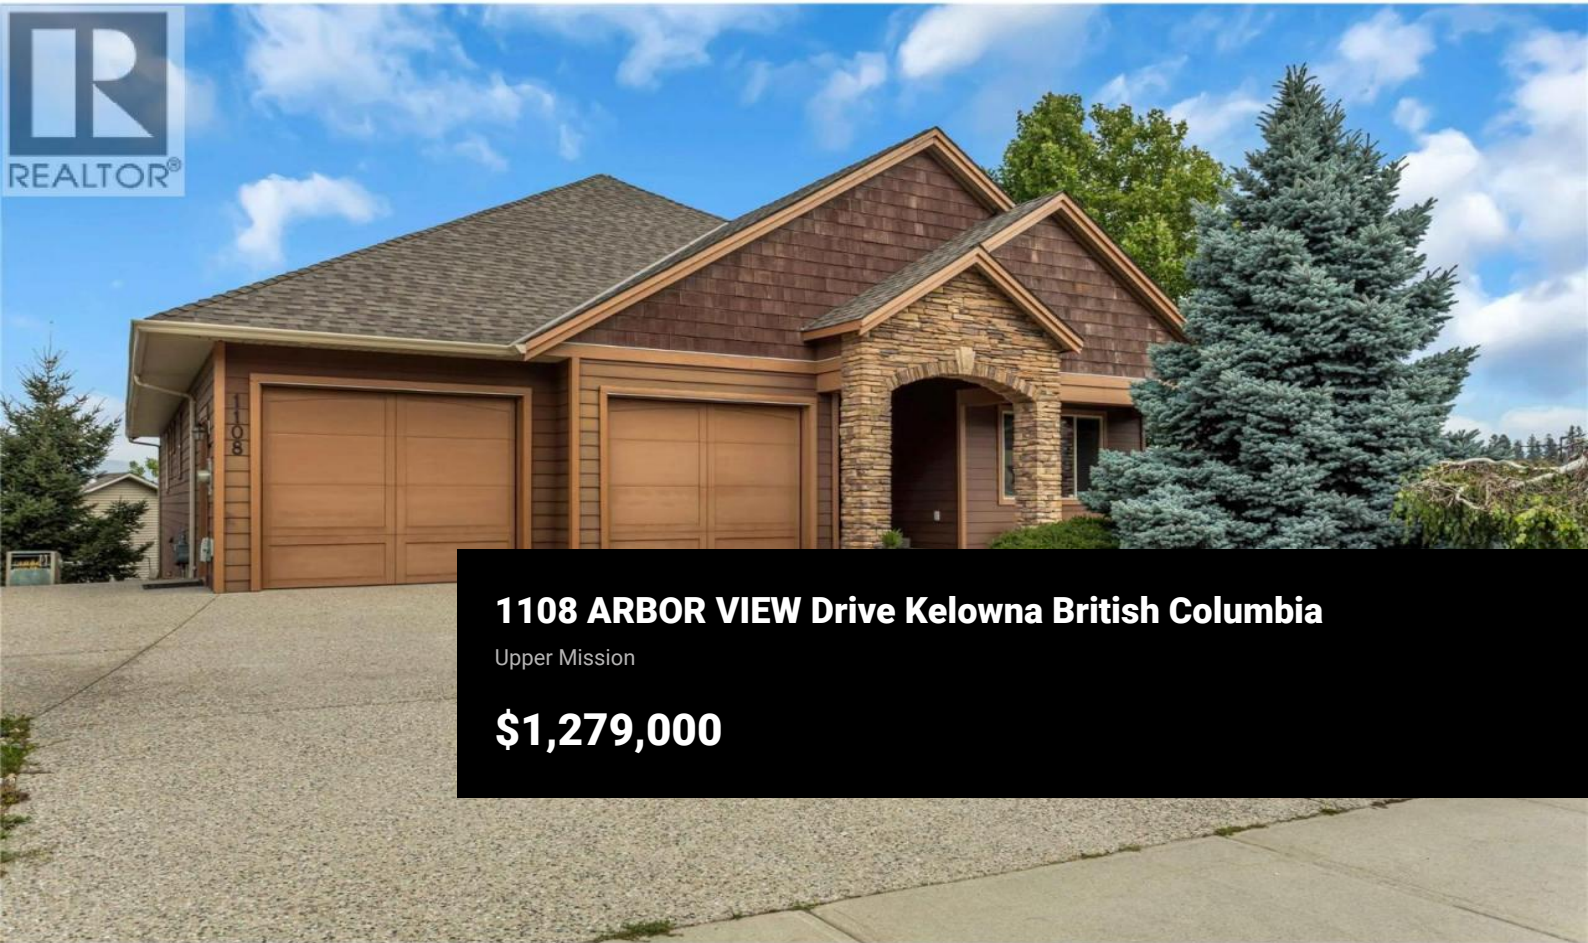 REALTOR®
1108
1108 ARBOR VIEW Drive Kelowna British Columbia
Upper Mission
$1,279,000